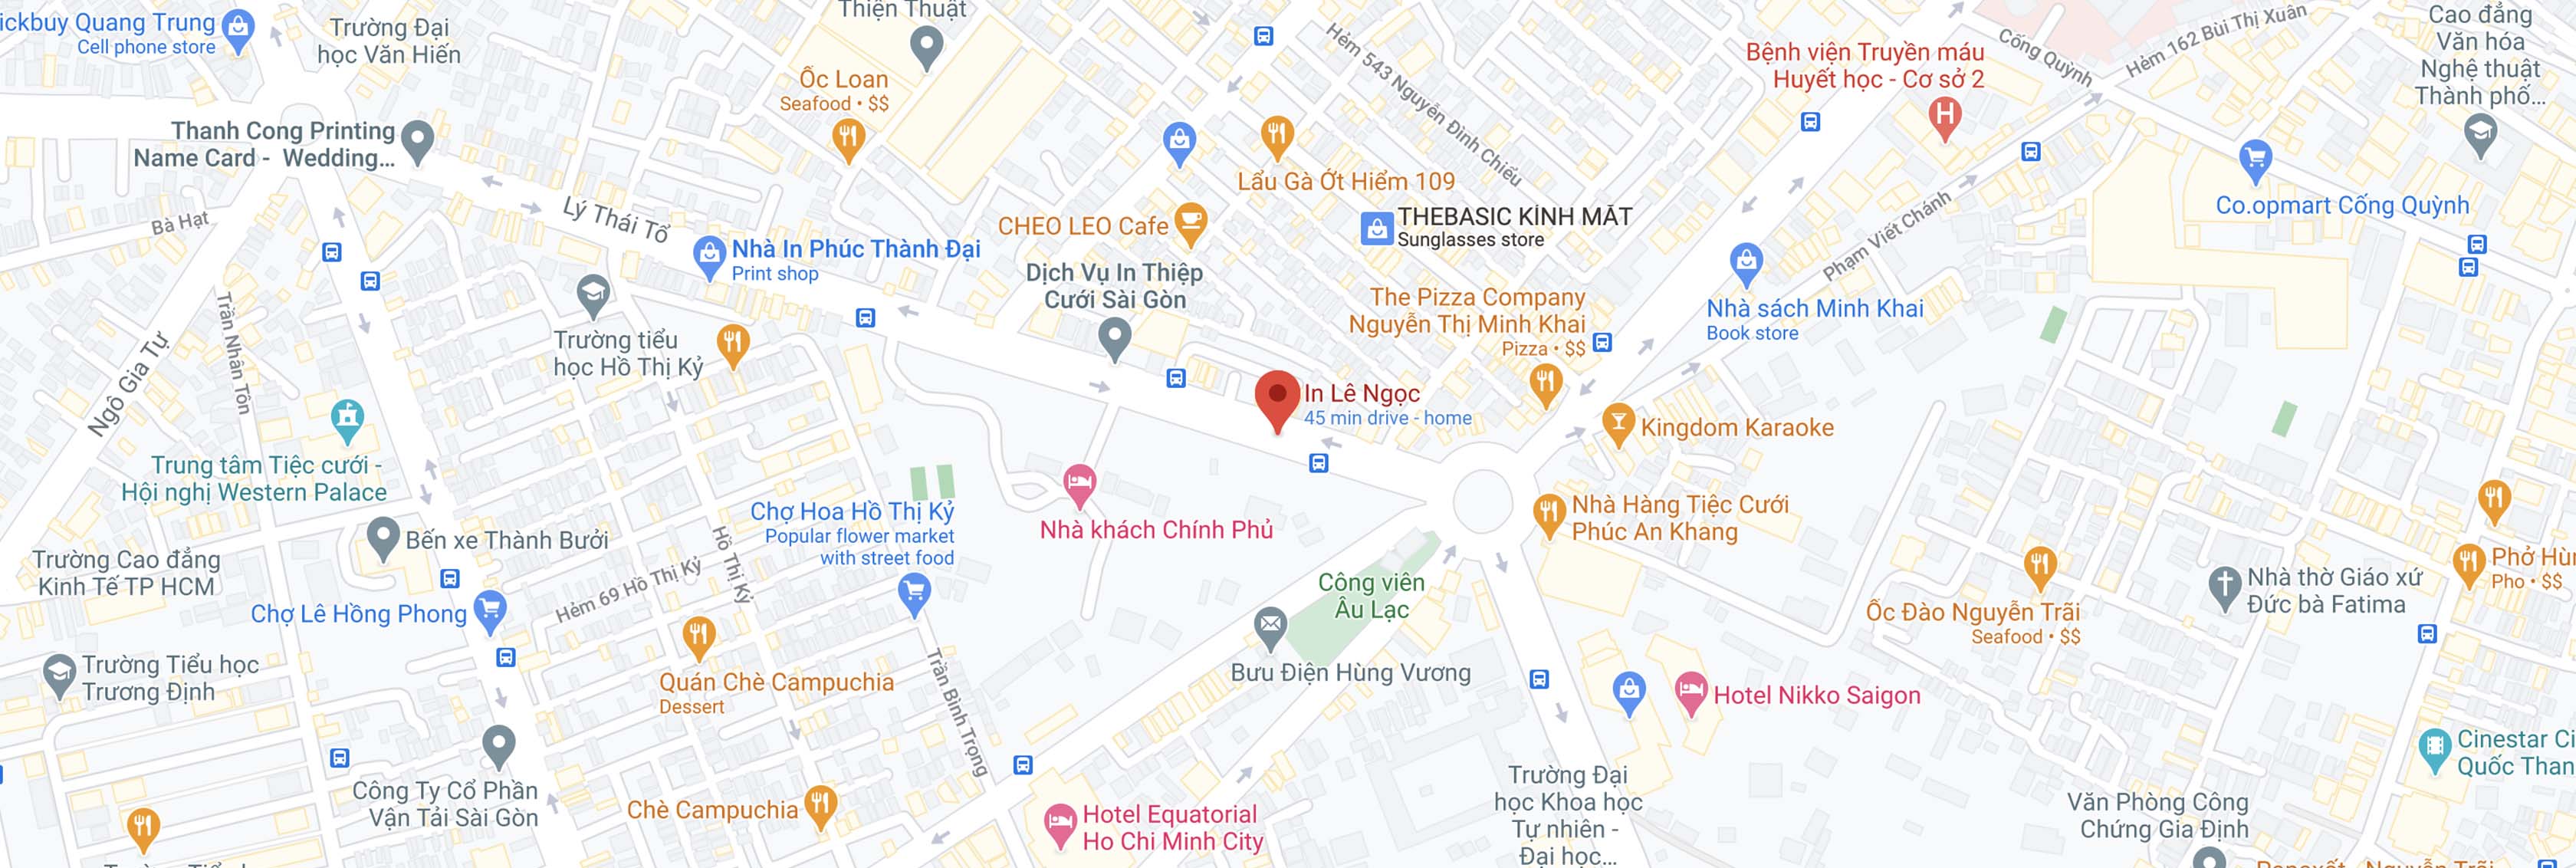 ickbuy Quang Trung
Cell phone store
Trường Đại
học Văn Hiến
Thiện Thuật
Hẻm 543 Nguyễn Đình Chiểu
Cống Quỳnh
Hẻm 162 Bùi Thị Xuân
Cao đẳng
Văn hóa
Nghệ thuật
Thành phố...
Bệnh viện Truyền máu
Huyết học - Cơ sở 2
H
Ốc Loan
Seafood • $$
Thanh Cong Printing
Name Card - Wedding...
Lẩu Gà Ớt Hiểm 109
Co.opmart Cống Quỳnh
Bà Hạt
Lý Thái Tổ
CHEO LEO Cafe
THEBASIC KÍNH MẮT
Sunglasses store
Phạm Viết Chánh
Nhà In Phúc Thành Đại
Print shop
Dịch Vụ In Thiệp
Cưới Sài Gòn
The Pizza Company
Nguyễn Thị Minh Khai
Pizza • $$
Nhà sách Minh Khai
Book store
Trần Nhân Tôn
Ngô Gia Tự
Trường tiểu
học Hồ Thị Kỷ
In Lê Ngọc
45 min drive - home
Kingdom Karaoke
Trung tâm Tiệc cưới -
Hội nghị Western Palace
Chợ Hoa Hồ Thị Kỷ
Popular flower market
with street food
Nhà khách Chính Phủ
Nhà Hàng Tiệc Cưới
Phúc An Khang
Bến xe Thành Bưởi
Trường Cao đẳng
Kinh Tế TP HCM
Hồ Thị Kỷ
Hẻm 69 Hồ Thị Kỷ
Chợ Lê Hồng Phong
Công viên
Âu Lạc
Ốc Đào Nguyễn Trãi
Seafood • $$
Nhà thờ Giáo xứ
Đức bà Fatima
Phở Hùn
Pho • $$
Trường Tiểu học
Trương Định
Quán Chè Campuchia
Dessert
Trần Bình Trọng
Bưu Điện Hùng Vương
Hotel Nikko Saigon
Cinestar Ci
Quốc Than
Công Ty Cổ Phần
Vận Tải Sài Gòn
Chè Campuchia
Hotel Equatorial
Ho Chi Minh City
Trường Đại
học Khoa học
Tự nhiên -
Đại học...
Văn Phòng Công
Chứng Gia Định